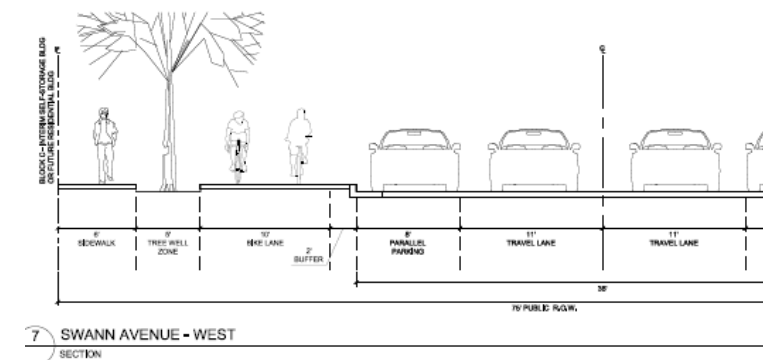 BLOCK C - INTERIM SELF-STORAGE BLDG
OR FUTURE RESIDENTIAL BLDG
6'
SIDEWALK
5'
TREE WELL
ZONE
10'
BIKE LANE
2'
BUFFER
8'
PARALLEL
PARKING
11'
TRAVEL LANE
11'
TRAVEL LANE
38'
75' PUBLIC R.O.W.
7 SWANN AVENUE - WEST
SECTION